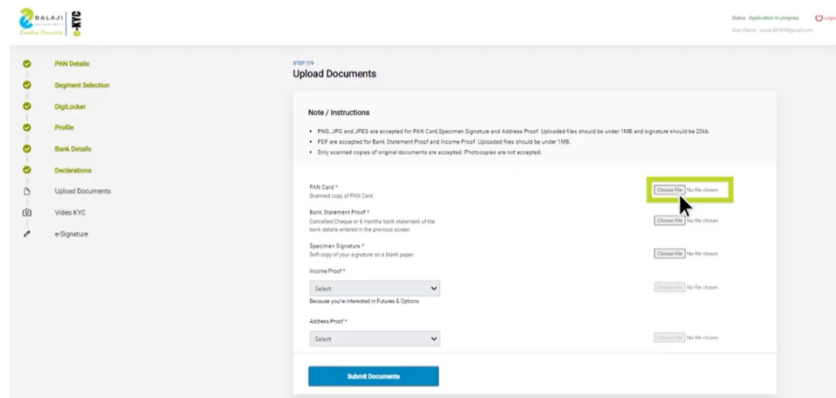 BALAJI
e-KYC
Status: Application in progress
Logout
PAN Details
Segment Selection
DigiLocker
Profile
Bank Details
Declarations
Upload Documents
Video KYC
e-Signature
STEP 7/9
Upload Documents
Note / Instructions
PNG, JPG and JPEG are accepted for PAN Card,Specimen Signature and Address Proof. Uploaded files should be under 1MB and signature should be 20kb.
PDF are accepted for Bank Statement Proof and Income Proof. Uploaded files should be under 1MB.
Only scanned copies of original documents are accepted. Photocopies are not accepted.
PAN Card *
Scanned copy of PAN Card
Choose File No file chosen
Bank Statement Proof *
Cancelled Cheque or 6 months bank statement of the
bank details entered in the previous screen
Choose File No file chosen
Specimen Signature *
Soft copy of your signature on a blank paper
Choose File No file chosen
Income Proof *
Select
Because you're interested in Futures & Options
Choose File No file chosen
Address Proof *
Select
Choose File No file chosen
Submit Documents